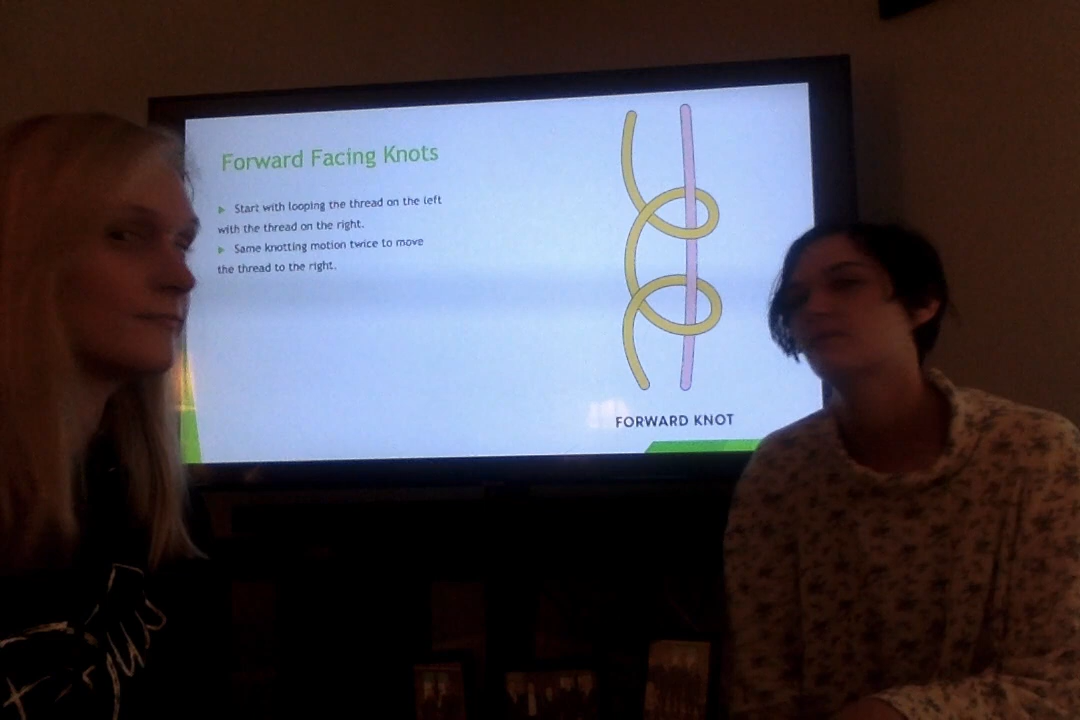 Forward Facing Knots
Start with looping the thread on the left
with the thread on the right.
Same knotting motion twice to move
the thread to the right.
FORWARD KNOT